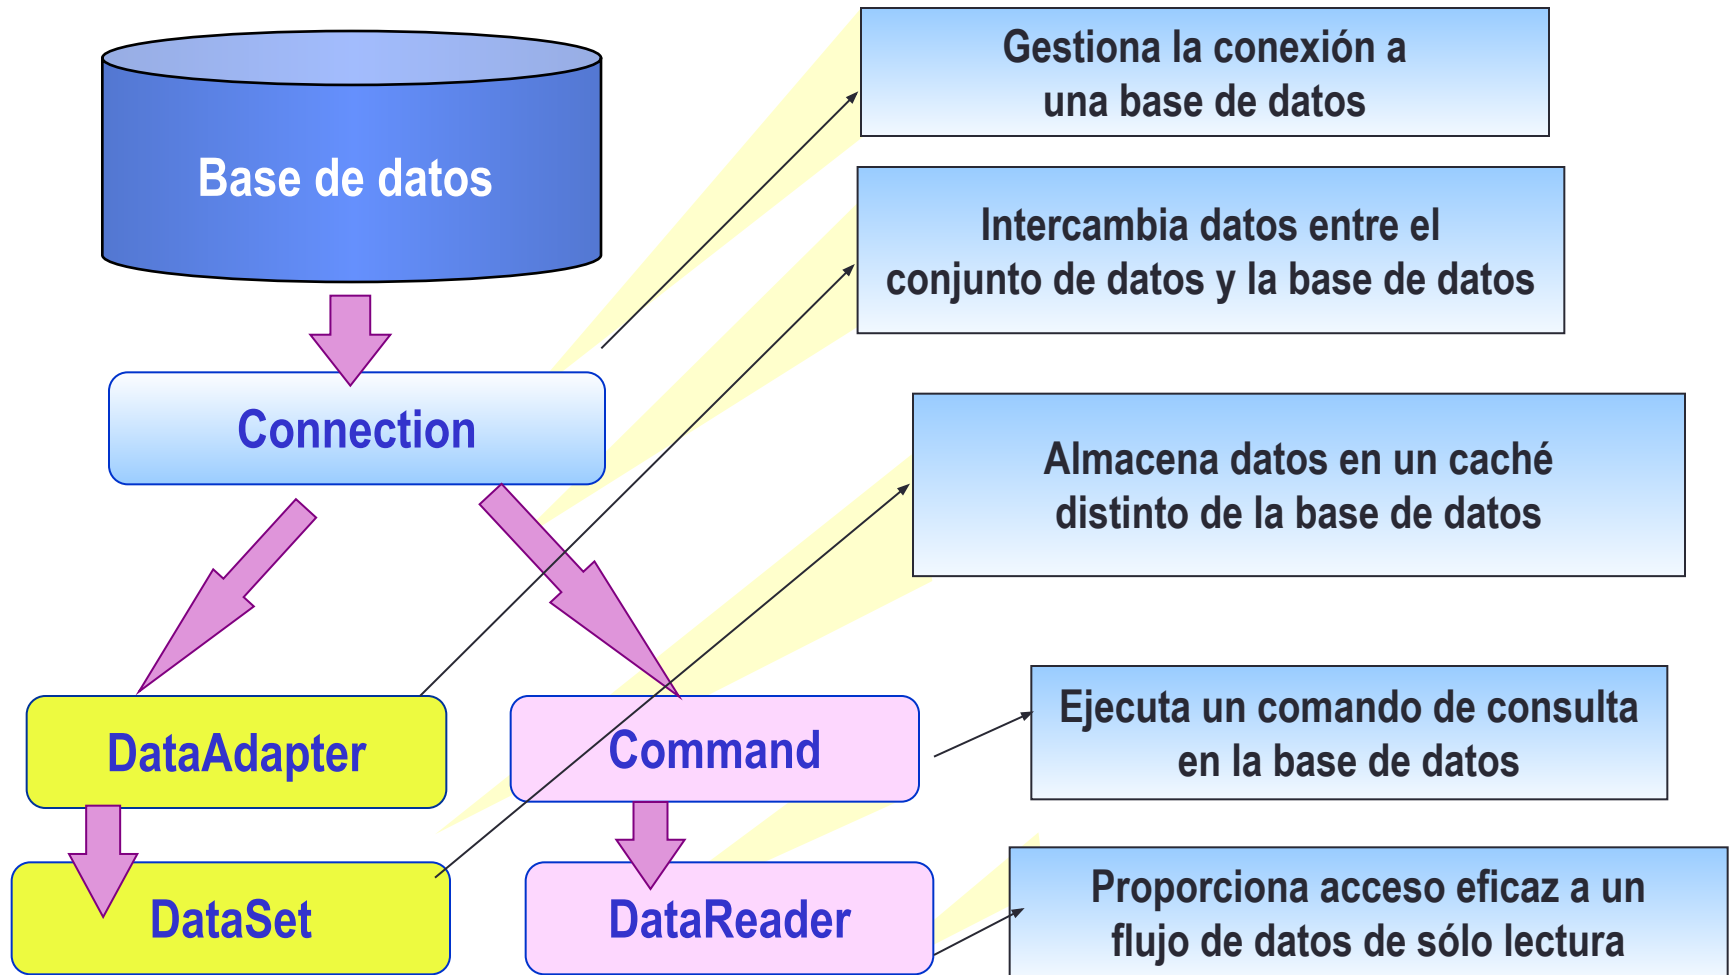 Base de datos
Gestiona la conexión a
una base de datos
Intercambia datos entre el
conjunto de datos y la base de datos
Connection
Almacena datos en un caché
distinto de la base de datos
DataAdapter
Command
Ejecuta un comando de consulta
en la base de datos
DataSet
DataReader
Proporciona acceso eficaz a un
flujo de datos de sólo lectura